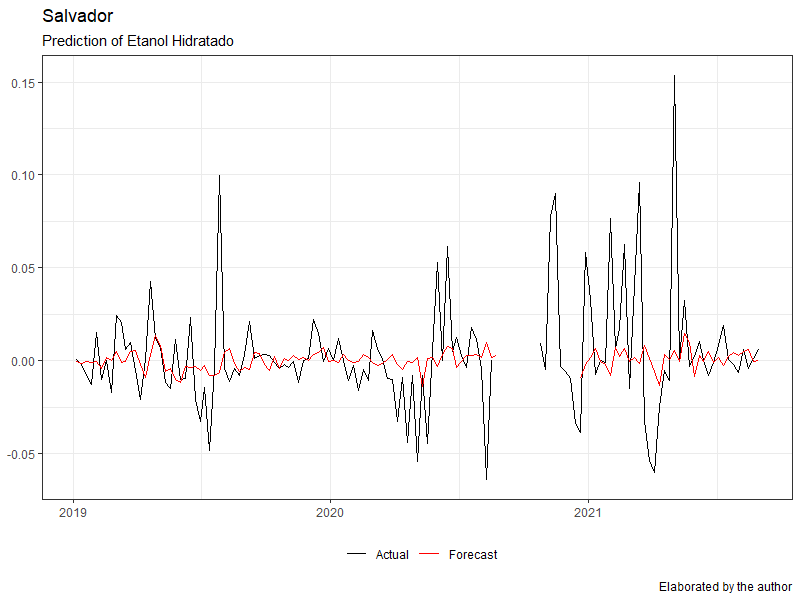 Salvador
Prediction of Etanol Hidratado
0.15
0.10
0.05
0.00
-0.05
2019 2020 2021
Actual Forecast
Elaborated by the author